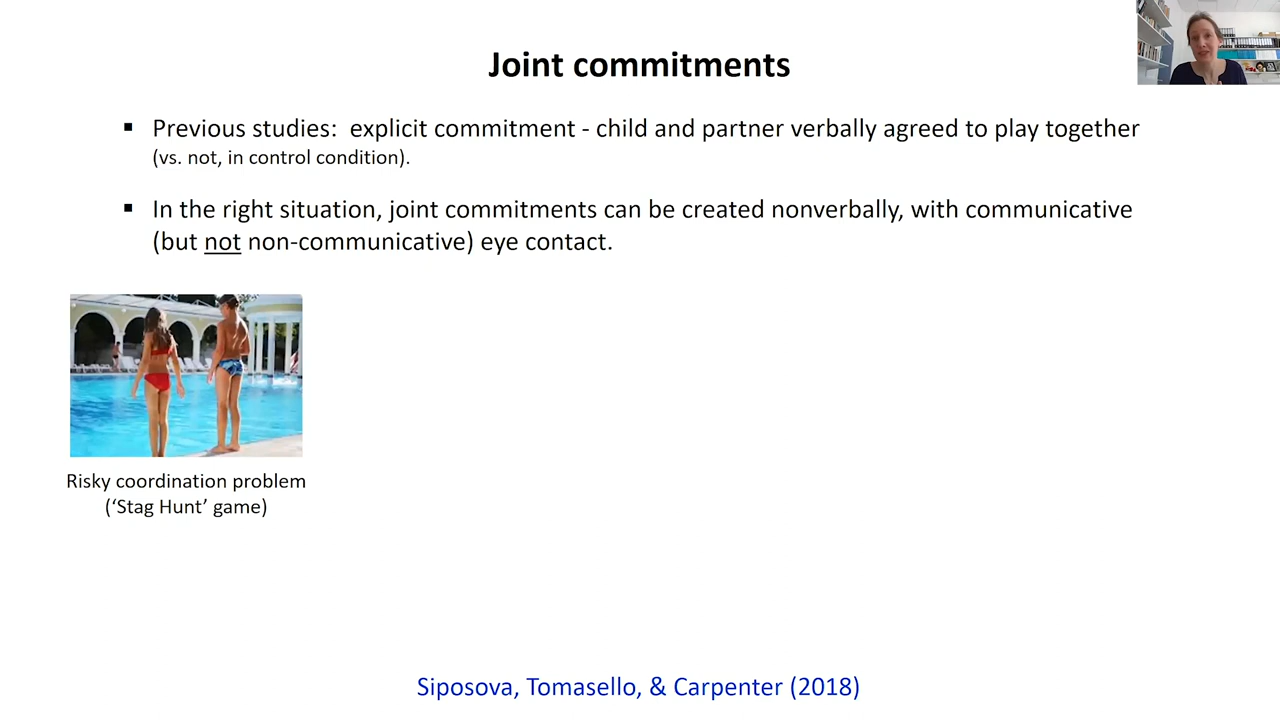 Joint commitments
▪ Previous studies:  explicit commitment - child and partner verbally agreed to play together
(vs. not, in control condition).
▪ In the right situation, joint commitments can be created nonverbally, with communicative
(but not non-communicative) eye contact.
Risky coordination problem
(‘Stag Hunt’ game)
Siposova, Tomasello, & Carpenter (2018)